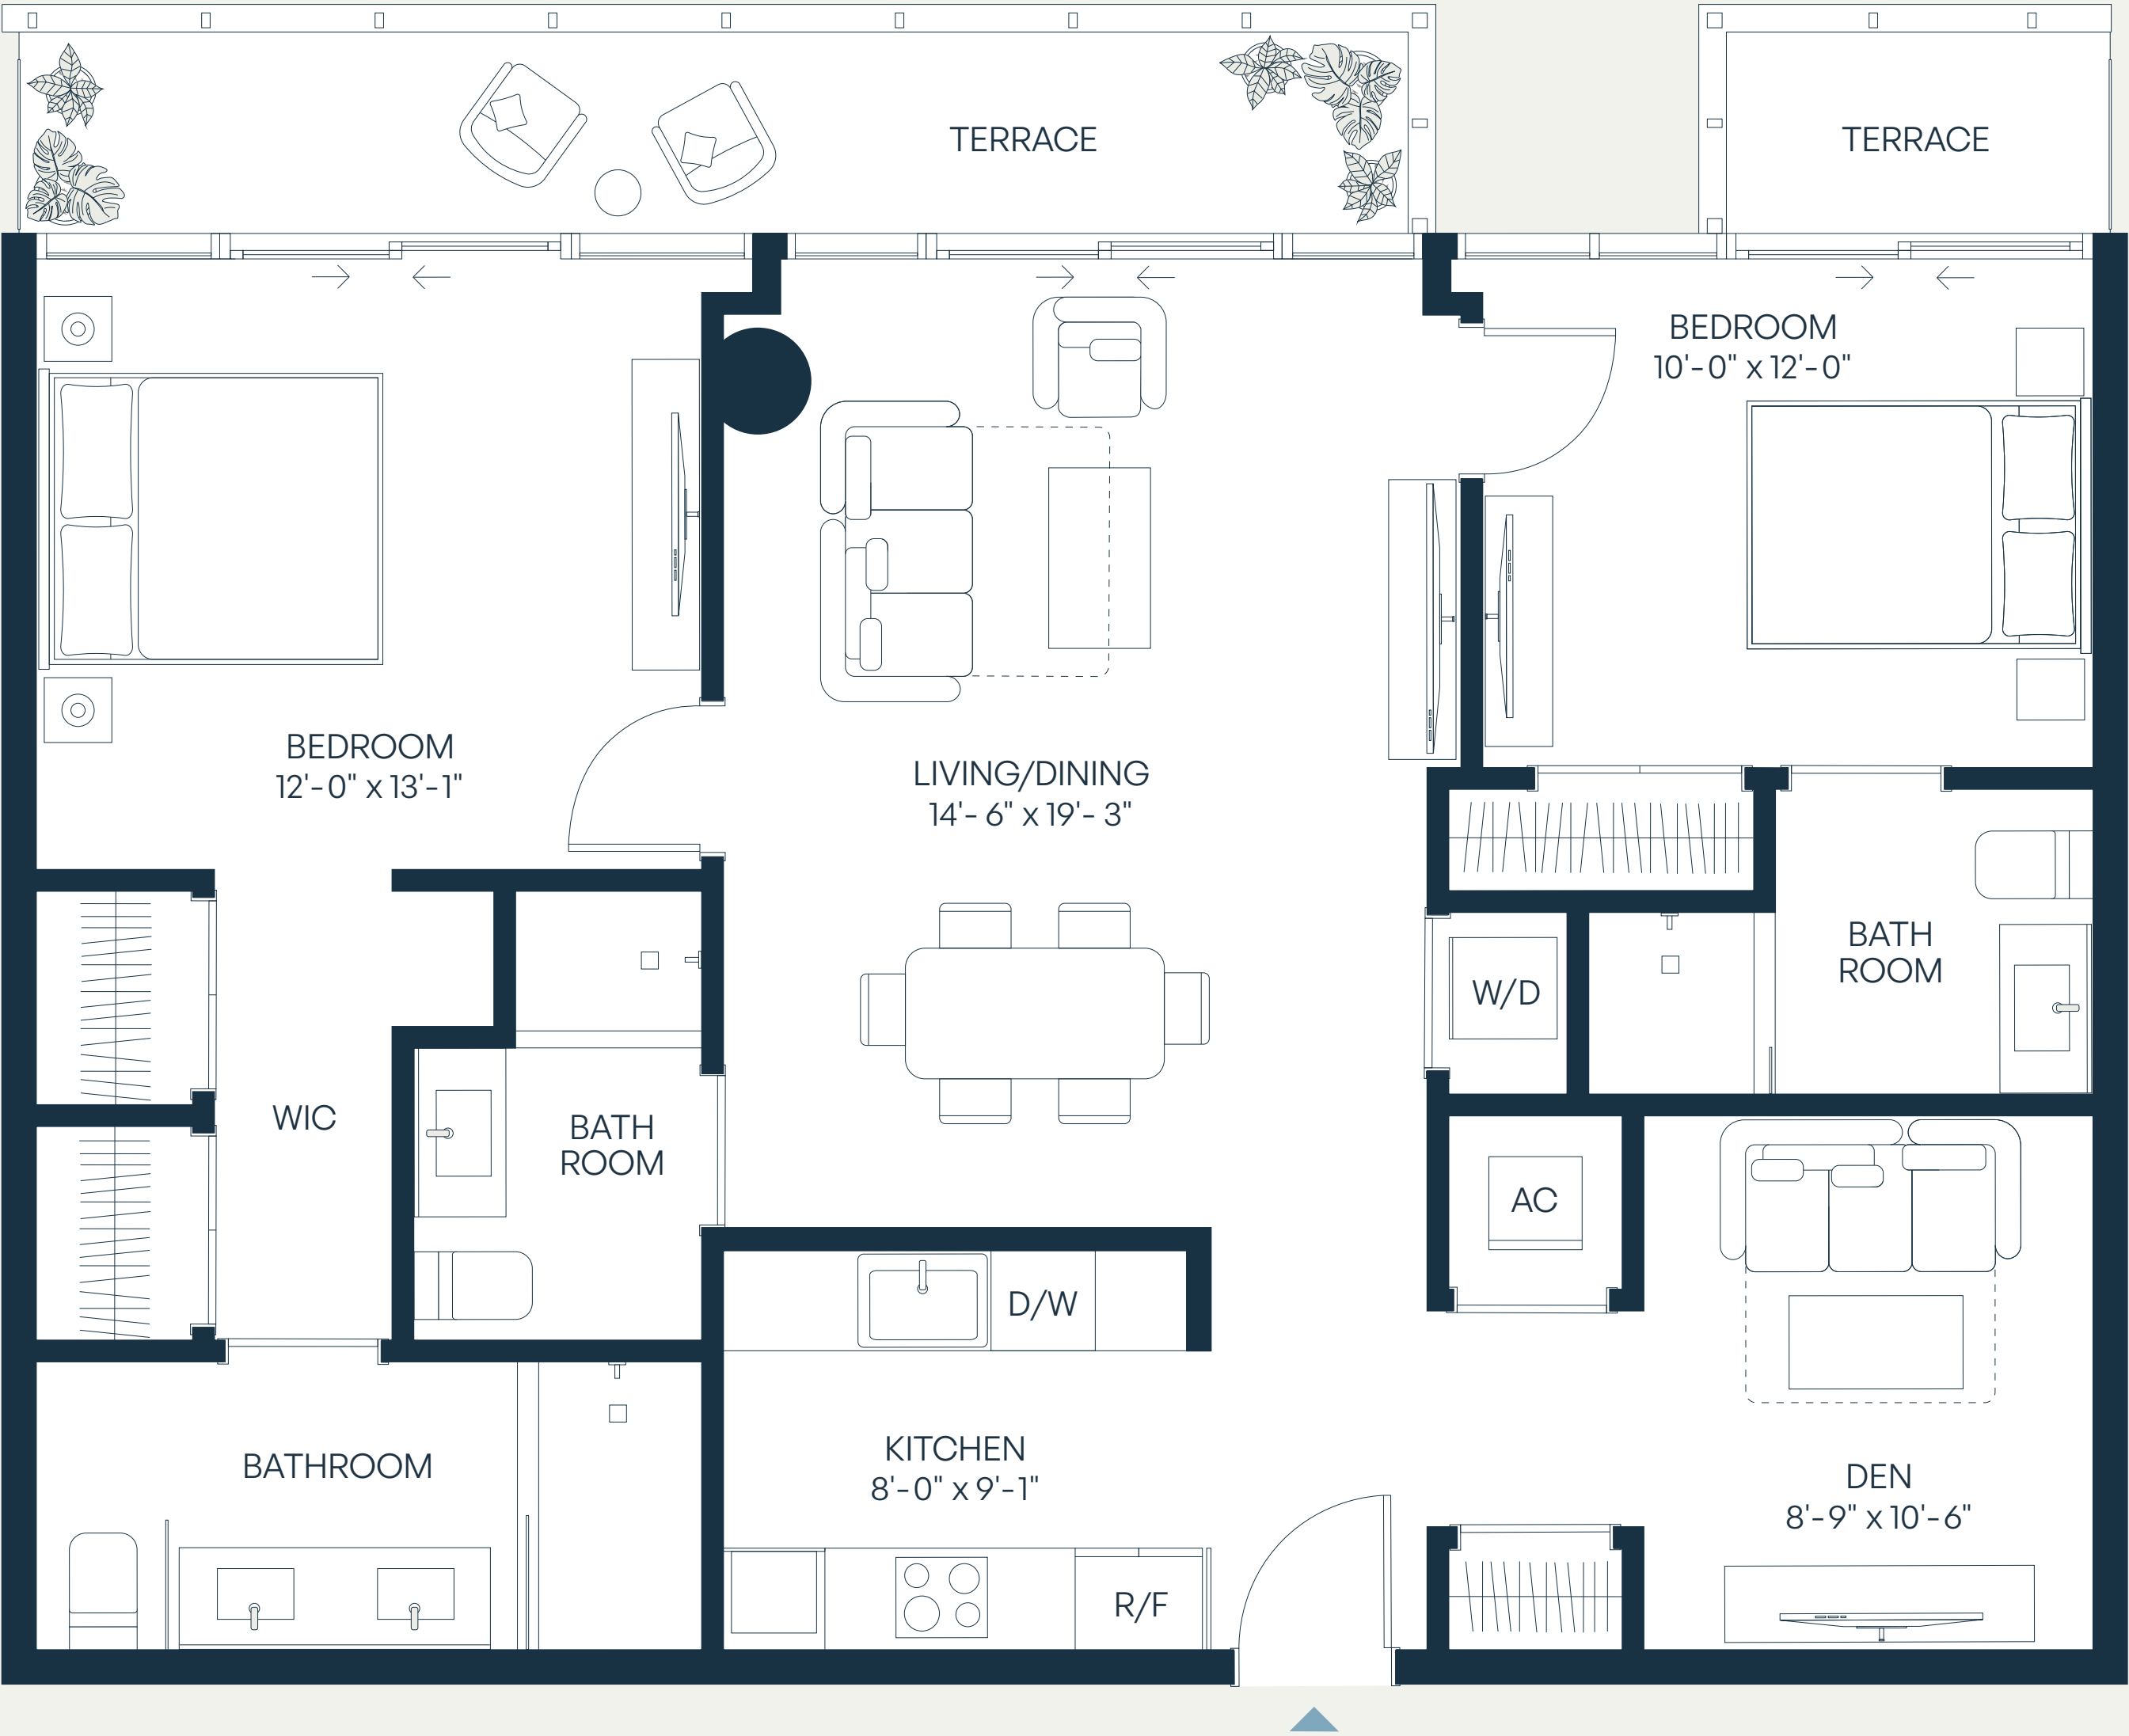 TERRACE
TERRACE
BEDROOM
10'-0" x 12'-0"
BEDROOM
12'-0" x 13'-1"
LIVING/DINING
14'- 6" x 19'- 3"
BATH
ROOM
W/D
WIC
BATH
ROOM
AC
D/W
BATHROOM
KITCHEN
8'-0" x 9'-1"
DEN
8'-9" x 10'-6"
R/F